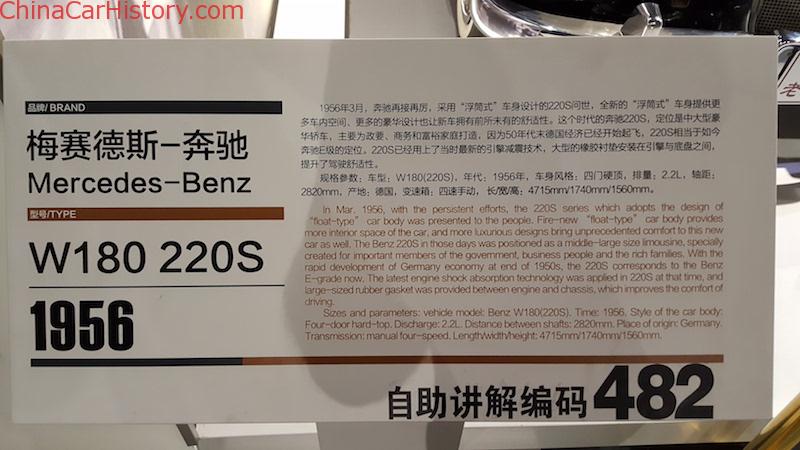 ChinaCarHistory.com
品牌/ BRAND
梅赛德斯-奔驰
Mercedes-Benz
型号/TYPE
W180 220S
1956
1956年3月，奔驰再接再厉，采用“浮筒式”车身设计的220S问世，全新的“浮筒式”车身提供更
多车内空间、更多的豪华设计也让新车拥有前所未有的舒适性。这个时代的奔驰220S，定位是中大型豪
华轿车，主要为政要、商务和富裕家庭打造，因为50年代末德国经济已经开始起飞，220S相当于如今
奔驰E级的定位，220S已经用上了当时最新的引擎减震技术，大型的橡胶衬垫安装在引擎与底盘之间，
提升了驾驶舒适性。
规格参数：车型：W180(220S)，年代：1956年，车身风格：四门硬顶，排量：2.2L，轴距：
2820mm，产地：德国，变速箱：四速手动，长/宽/高：4715mm/1740mm/1560mm。
In Mar. 1956, with the persistent efforts, the 220S series which adopts the design of
“float-type” car body was presented to the people. Fire-new “float-type” car body provides
more interior space of the car, and more luxurious designs bring unprecedented comfort to this new
car as well. The Benz 220S in those days was positioned as a middle-large size limousine, specially
created for important members of the government, business people and the rich families. With the
rapid development of Germany economy at end of 1950s, the 220S corresponds to the Benz
E-grade now. The latest engine shock absorption technology was applied in 220S at that time, and
large-sized rubber gasket was provided between engine and chassis, which improves the comfort of
driving.
Sizes and parameters: vehicle model: Benz W180(220S). Time: 1956. Style of the car body:
Four-door hard-top. Discharge: 2.2L. Distance between shafts: 2820mm. Place of origin: Germany.
Transmission: manual four-speed. Length/width/height: 4715mm/1740mm/1560mm.
自助讲解编码482
老